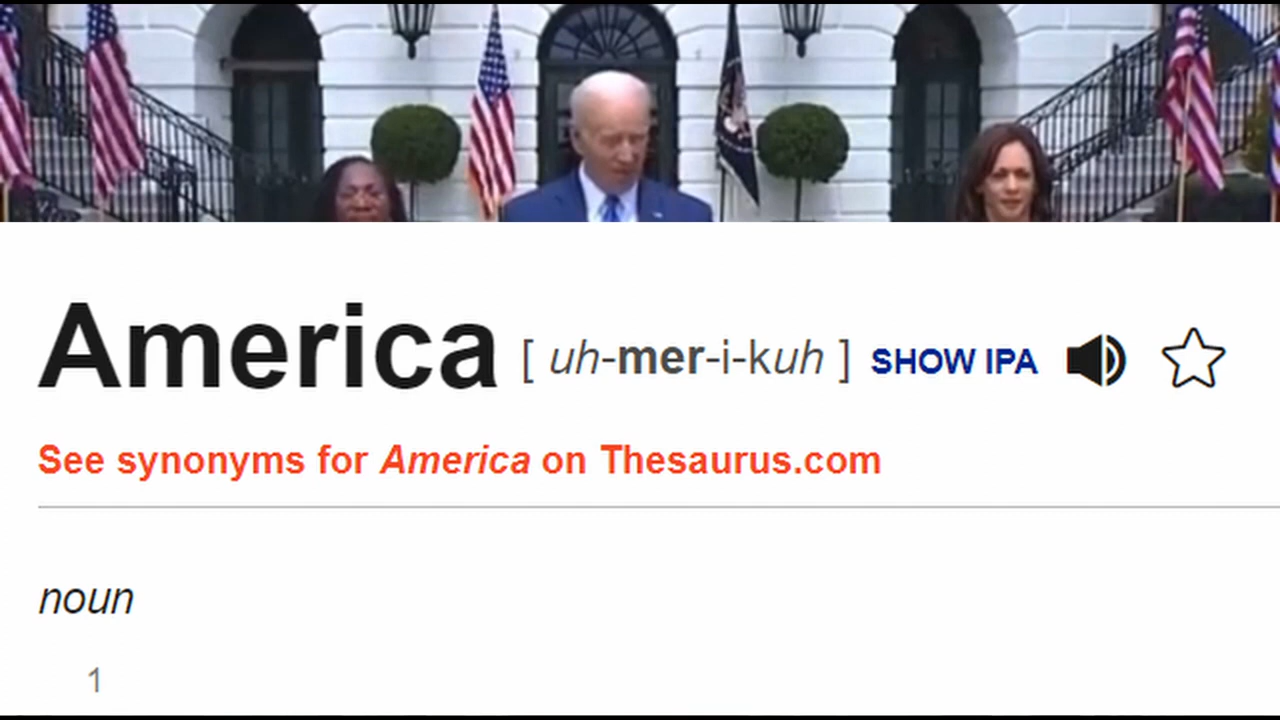 America [ uh-mer-i-kuh ] SHOW IPA
See synonyms for America on Thesaurus.com
noun
1